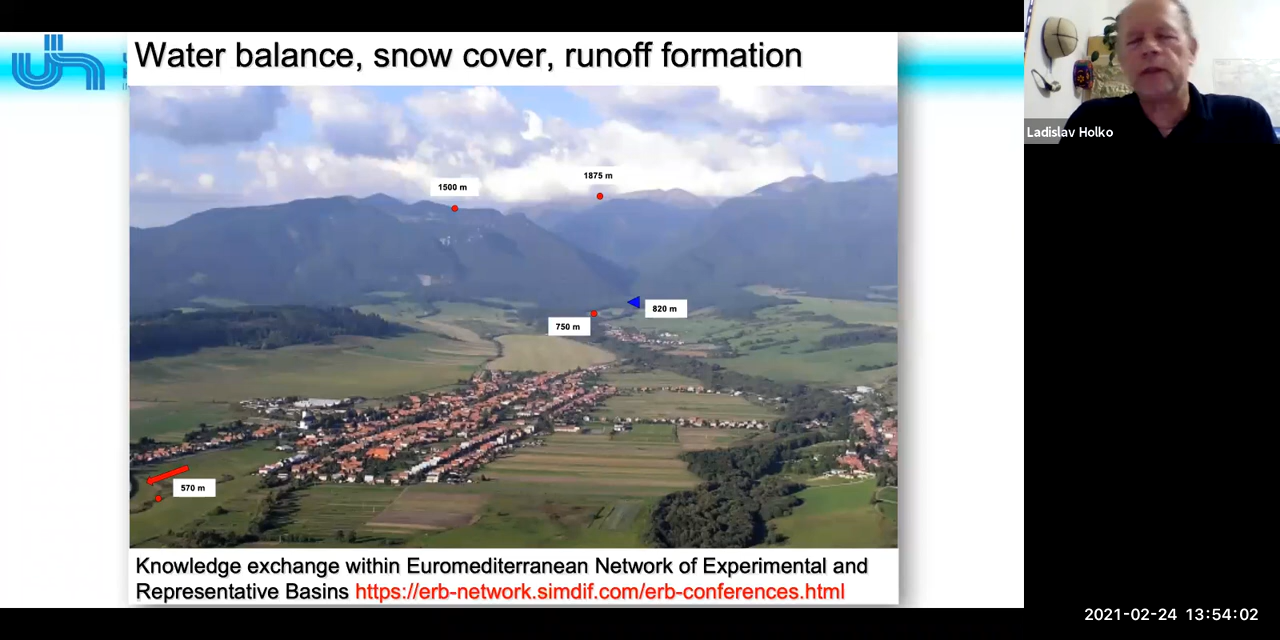 Water balance, snow cover, runoff formation
Ladislav Holko
1500 m
1875 m
820 m
750 m
570 m
Knowledge exchange within Euromediterranean Network of Experimental and
Representative Basins https://erb-network.simdif.com/erb-conferences.html
2021-02-24 13:54:02